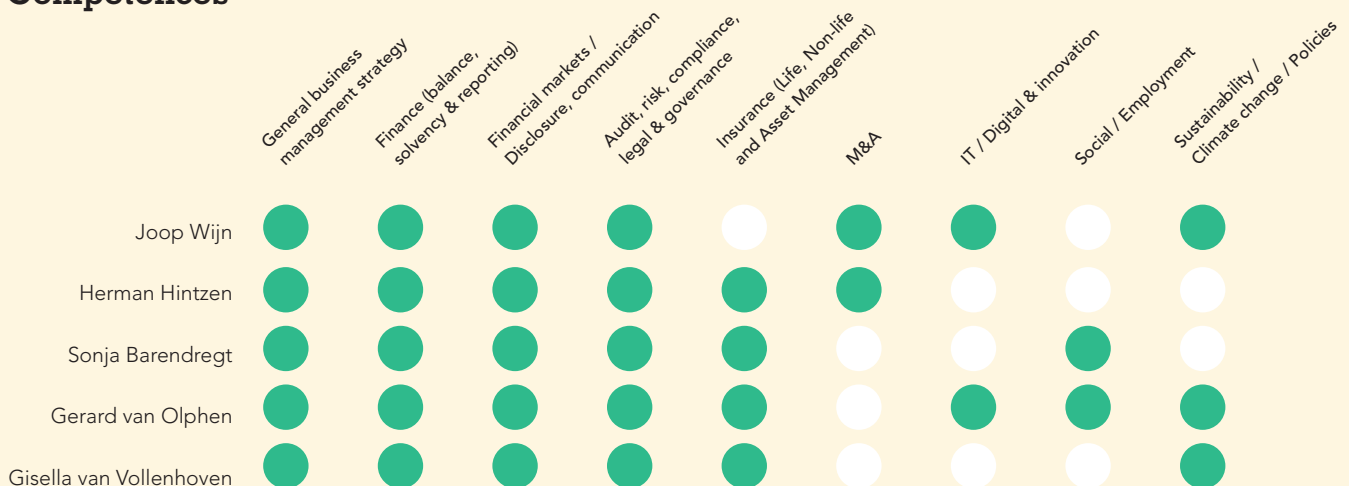 Competences
General business
management strategy
Finance (balance,
solvency & reporting)
Financial markets /
Disclosure, communication
Audit, risk, compliance,
legal & governance
Insurance (Life, Non-life
and Asset Management)
M&A
IT / Digital & innovation
Social / Employment
Sustainability /
Climate change / Policies
Joop Wijn
Herman Hintzen
Sonja Barendregt
Gerard van Olphen
Gisella van Vollenhoven